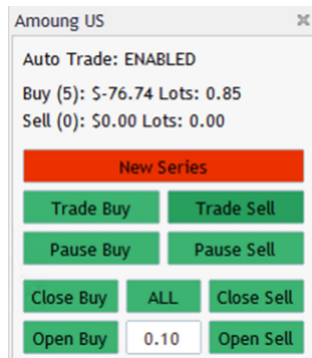 Amoung US
Auto Trade: ENABLED
Buy (5): $-76.74 Lots: 0.85
Sell (0): $0.00 Lots: 0.00
New Series
Trade Buy Trade Sell
Pause Buy Pause Sell
Close Buy ALL Close Sell
Open Buy 0.10 Open Sell